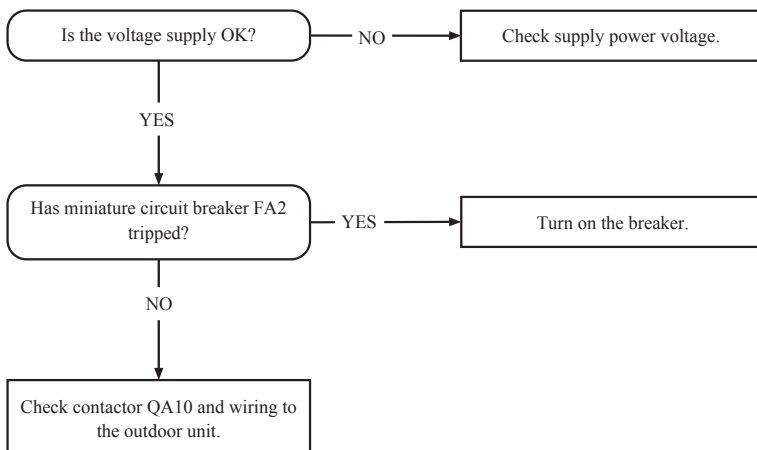 Is the voltage supply OK?
NO
Check supply power voltage.
YES
Has miniature circuit breaker FA2
tripped?
YES
Turn on the breaker.
NO
Check contactor QA10 and wiring to
the outdoor unit.